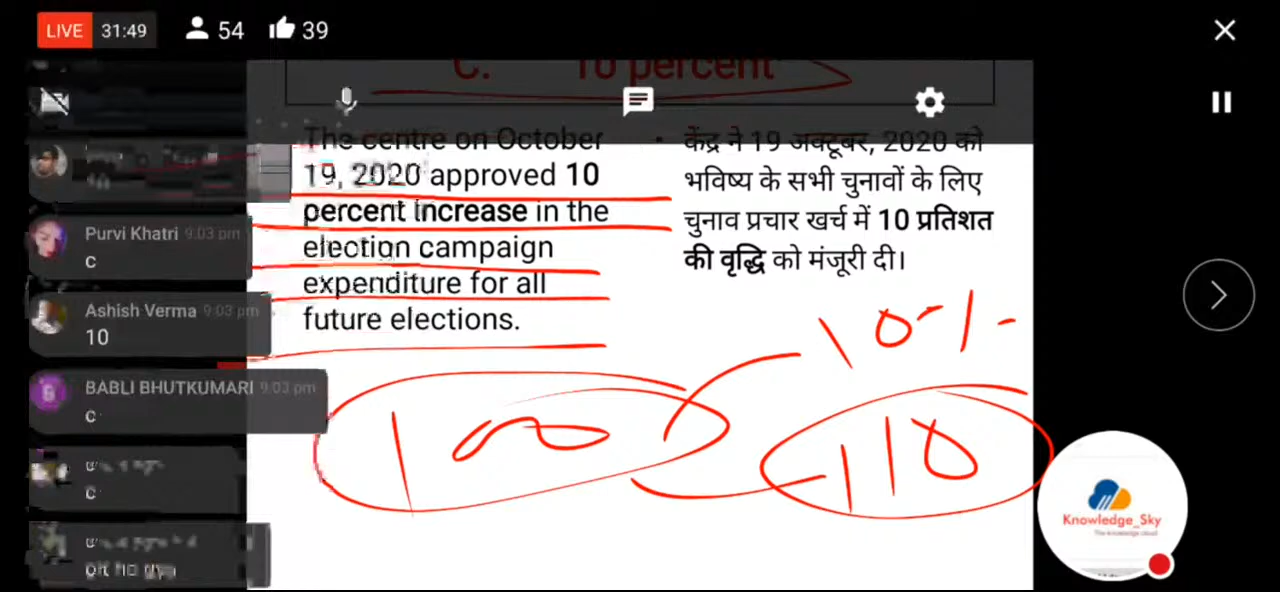 LIVE 31:49 54 39
C. 10 percent
The centre on October
19, 2020 approved 10
percent increase in the
election campaign
expenditure for all
future elections.
• केंद्र ने 19 अक्टूबर, 2020 को
भविष्य के सभी चुनावों के लिए
चुनाव प्रचार खर्च में 10 प्रतिशत
की वृद्धि को मंजूरी दी।
Purvi Khatri 9:03 pm
C
Ashish Verma 9:03 pm
10
BABLI BHUTKUMARI 9:03 pm
C
C
10%
100
110
Knowledge_Sky
The knowledge cloud